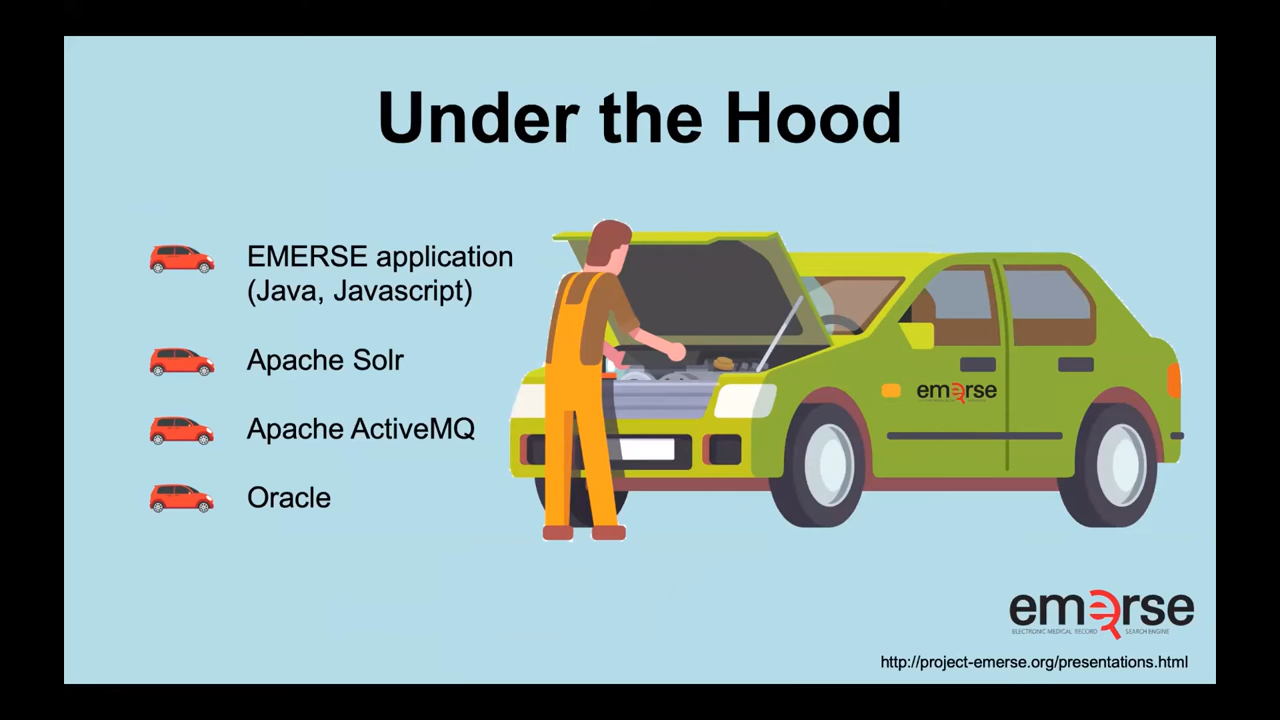 Under the Hood
EMERSE application
(Java, Javascript)
Apache Solr
Apache ActiveMQ
Oracle
emerse
emerse
ELECTRONIC MEDICAL RECORD SEARCH ENGINE
http://project-emerse.org/presentations.html